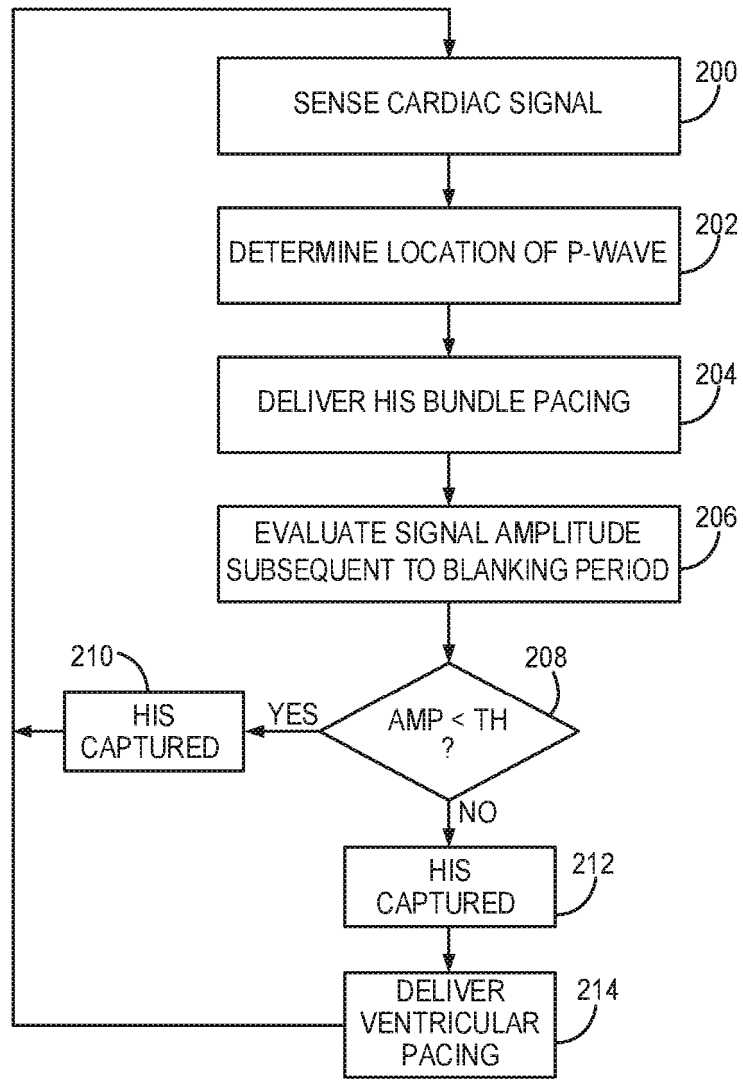 SENSE CARDIAC SIGNAL
200
DETERMINE LOCATION OF P-WAVE
202
DELIVER HIS BUNDLE PACING
204
EVALUATE SIGNAL AMPLITUDE
SUBSEQUENT TO BLANKING PERIOD
206
208
AMP < TH
?
YES
210
HIS
CAPTURED
NO
HIS
CAPTURED
212
DELIVER
VENTRICULAR
PACING
214